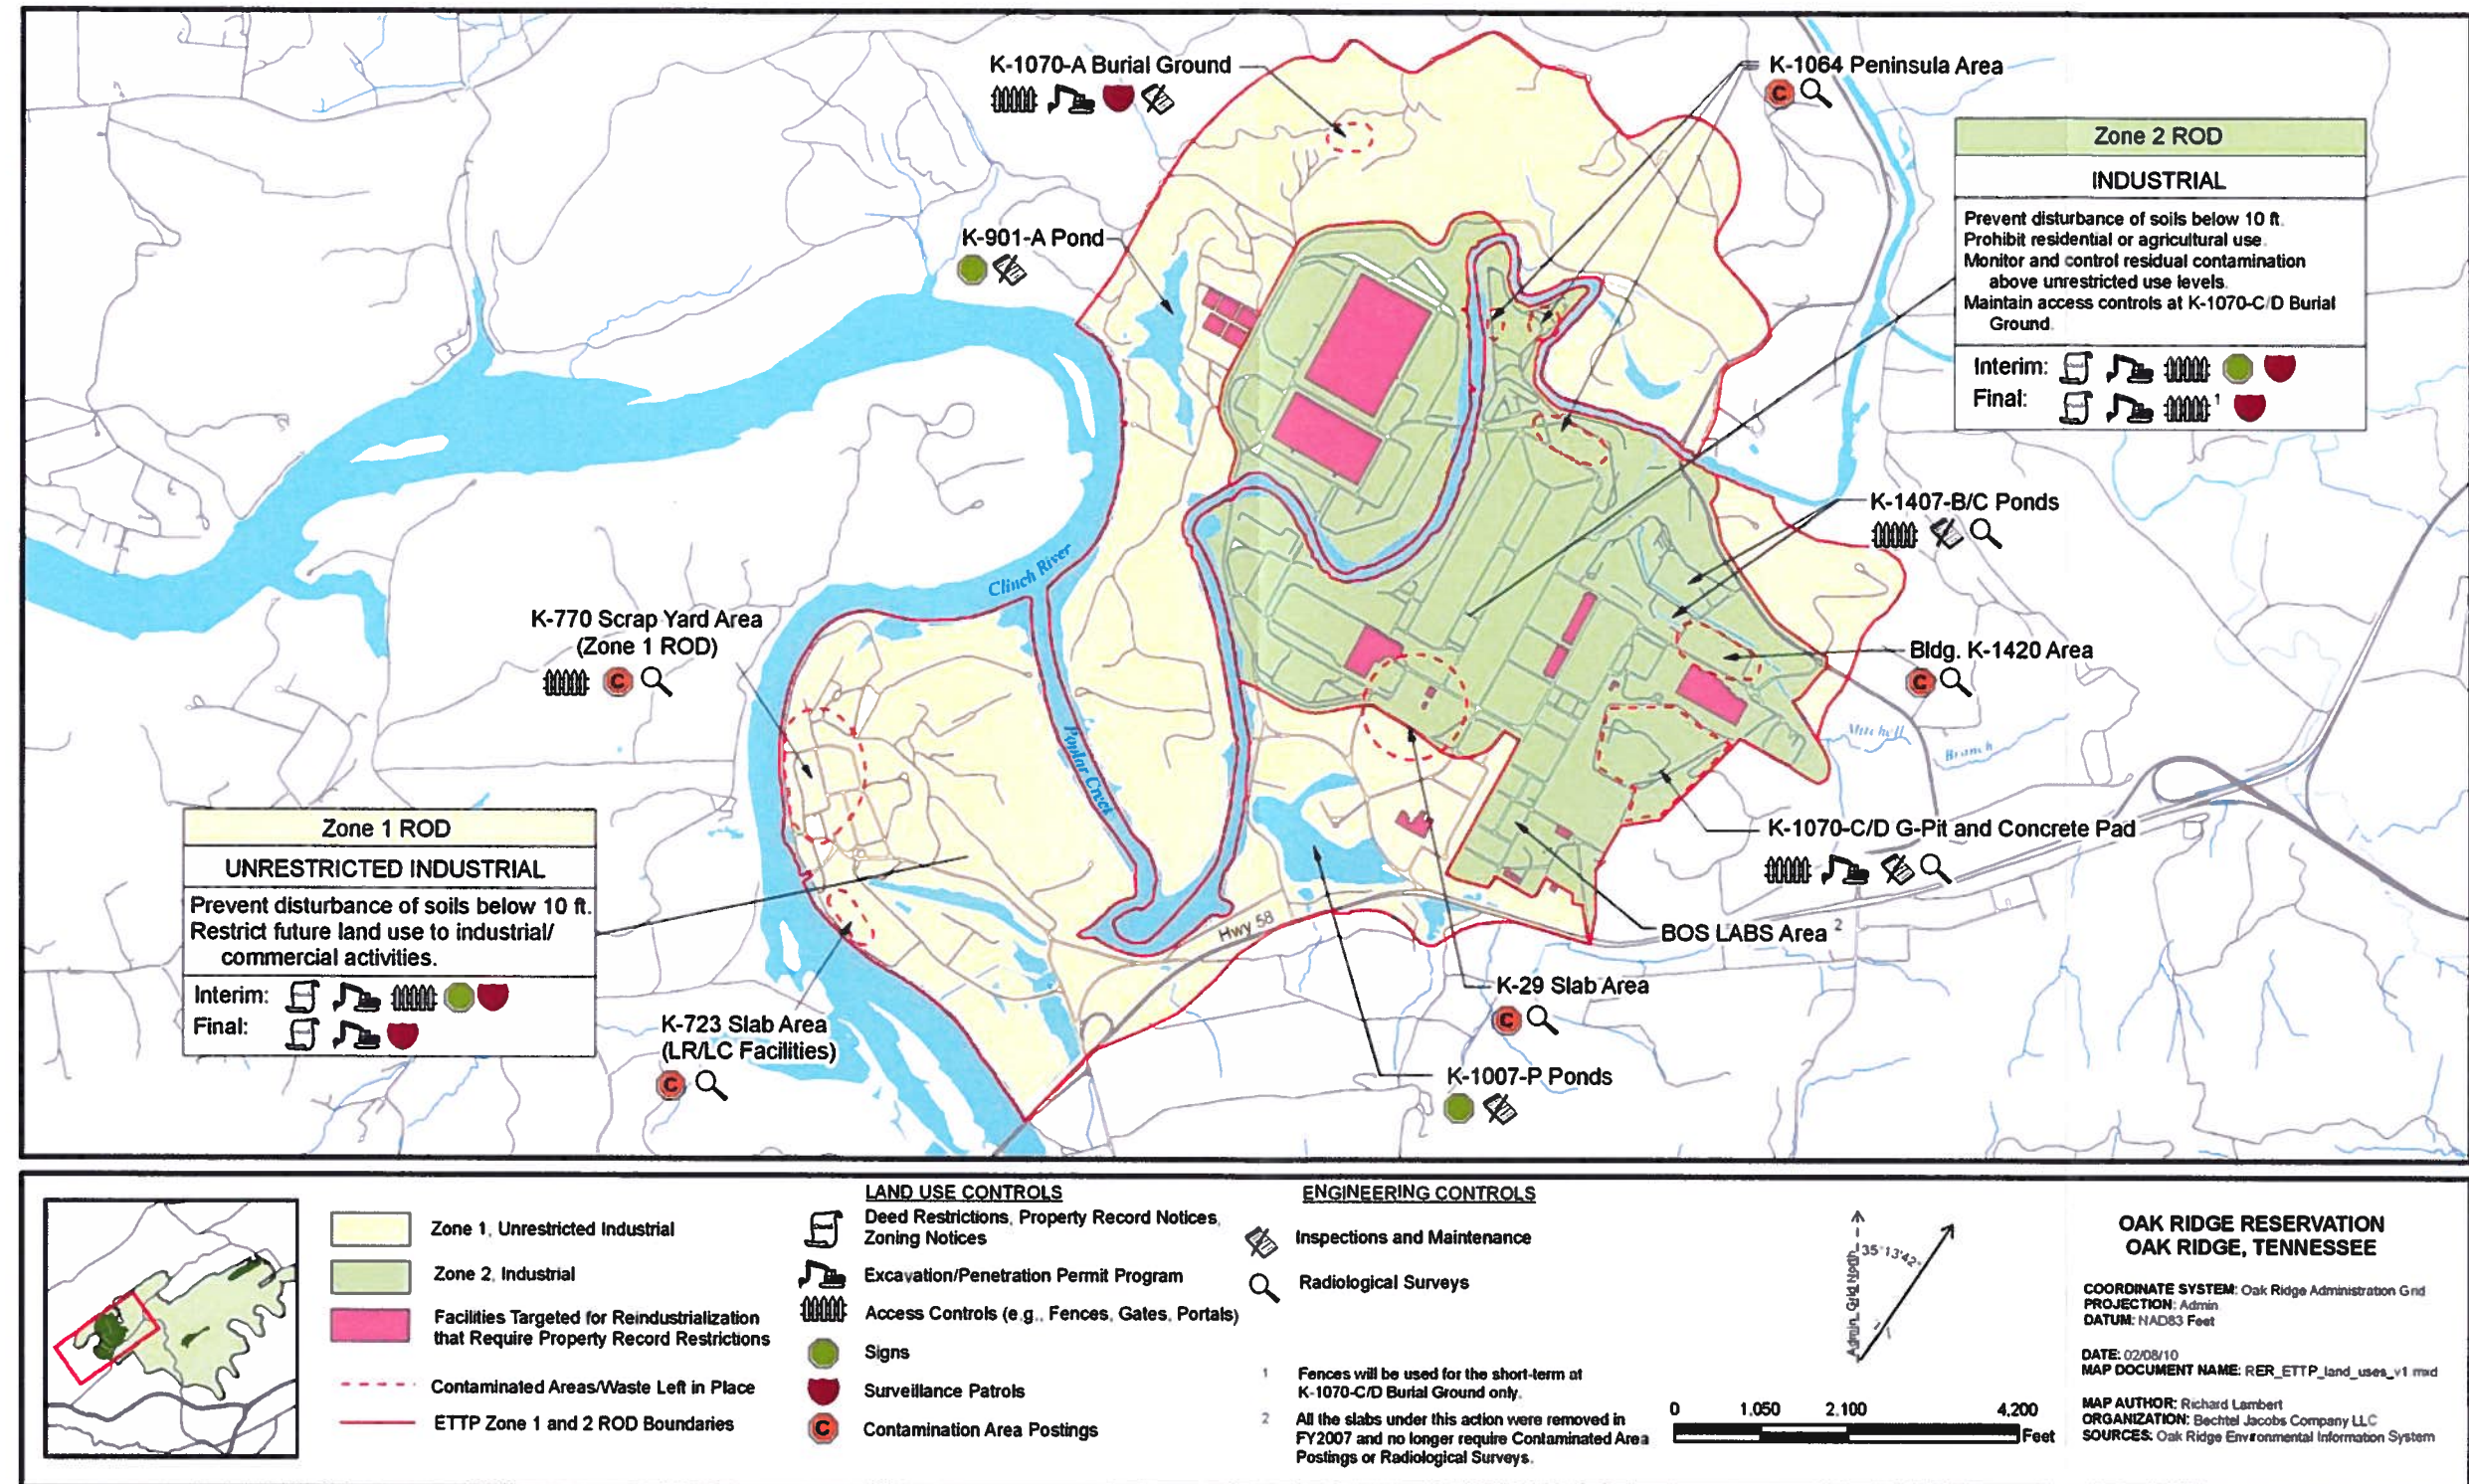 K-1070-A Burial Ground
K-1064 Peninsula Area
C
Zone 2 ROD
INDUSTRIAL
Prevent disturbance of soils below 10 ft.
Prohibit residential or agricultural use.
Monitor and control residual contamination
above unrestricted use levels.
Maintain access controls at K-1070-C/D Burial
Ground.
Interim:
Final:
1
K-901-A Pond
K-1407-B/C Ponds
Clinch River
K-770 Scrap Yard Area
(Zone 1 ROD)
C
Bldg. K-1420 Area
C
Poplar Creek
Mitchell
Branch
Zone 1 ROD
UNRESTRICTED INDUSTRIAL
Prevent disturbance of soils below 10 ft.
Restrict future land use to industrial/
commercial activities.
Interim:
Final:
K-1070-C/D G-Pit and Concrete Pad
Hwy 58
BOS LABS Area 2
K-29 Slab Area
C
K-723 Slab Area
(LR/LC Facilities)
C
K-1007-P Ponds
Zone 1, Unrestricted Industrial
Zone 2, Industrial
Facilities Targeted for Reindustrialization
that Require Property Record Restrictions
Contaminated Areas/Waste Left in Place
ETTP Zone 1 and 2 ROD Boundaries
LAND USE CONTROLS
Deed Restrictions, Property Record Notices,
Zoning Notices
Excavation/Penetration Permit Program
Access Controls (e.g., Fences, Gates, Portals)
Signs
Surveillance Patrols
C
Contamination Area Postings
ENGINEERING CONTROLS
Inspections and Maintenance
Radiological Surveys
1 Fences will be used for the short-term at
K-1070-C/D Burial Ground only.
2 All the slabs under this action were removed in
FY2007 and no longer require Contaminated Area
Postings or Radiological Surveys.
Admin. Grid North
35°13'42"
0 1,050 2,100 4,200
Feet
OAK RIDGE RESERVATION
OAK RIDGE, TENNESSEE
COORDINATE SYSTEM: Oak Ridge Administration Grid
PROJECTION: Admin
DATUM: NAD83 Feet
DATE: 02/08/10
MAP DOCUMENT NAME: RER_ETTP_land_uses_v1.mxd
MAP AUTHOR: Richard Lambert
ORGANIZATION: Bechtel Jacobs Company LLC
SOURCES: Oak Ridge Environmental Information System